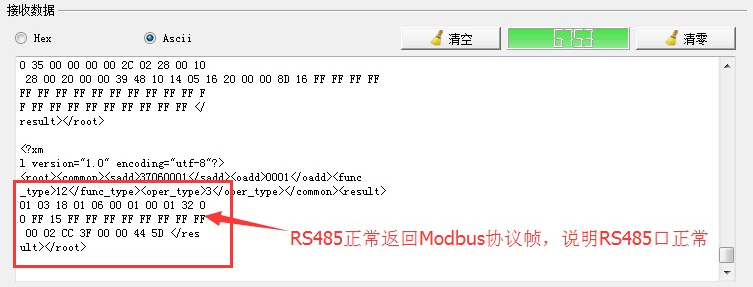 接收数据
Hex
Ascii
清空
6753
清零
0 35 00 00 00 00 2C 02 28 00 10
28 00 20 00 00 39 48 10 14 05 16 20 00 00 8D 16 FF FF FF FF
FF FF FF FF FF FF FF FF FF FF F
F FF FF FF FF FF FF FF FF FF </
result></root>
<?xm
l version="1.0" encoding="utf-8"?>
<root><common><sadd>37060001</sadd><oadd>0001</oadd><func
_type>12</func_type><oper_type>3</oper_type></common><result>
01 03 18 01 06 00 01 00 01 32 0
0 FF 15 FF FF FF FF FF FF FF FF
00 02 CC 3F 00 00 44 5D </res
ult></root>
RS485正常返回Modbus协议帧，说明RS485口正常